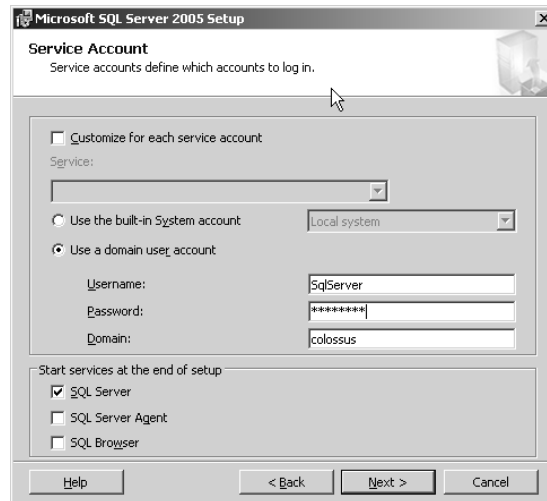 Microsoft SQL Server 2005 Setup
Service Account
Service accounts define which accounts to log in.
Customize for each service account
Service:
Use the built-in System account
Local system
Use a domain user account
Username:
SqlServer
Password:
********
Domain:
colossus
Start services at the end of setup
SQL Server
SQL Server Agent
SQL Browser
Help
< Back
Next >
Cancel